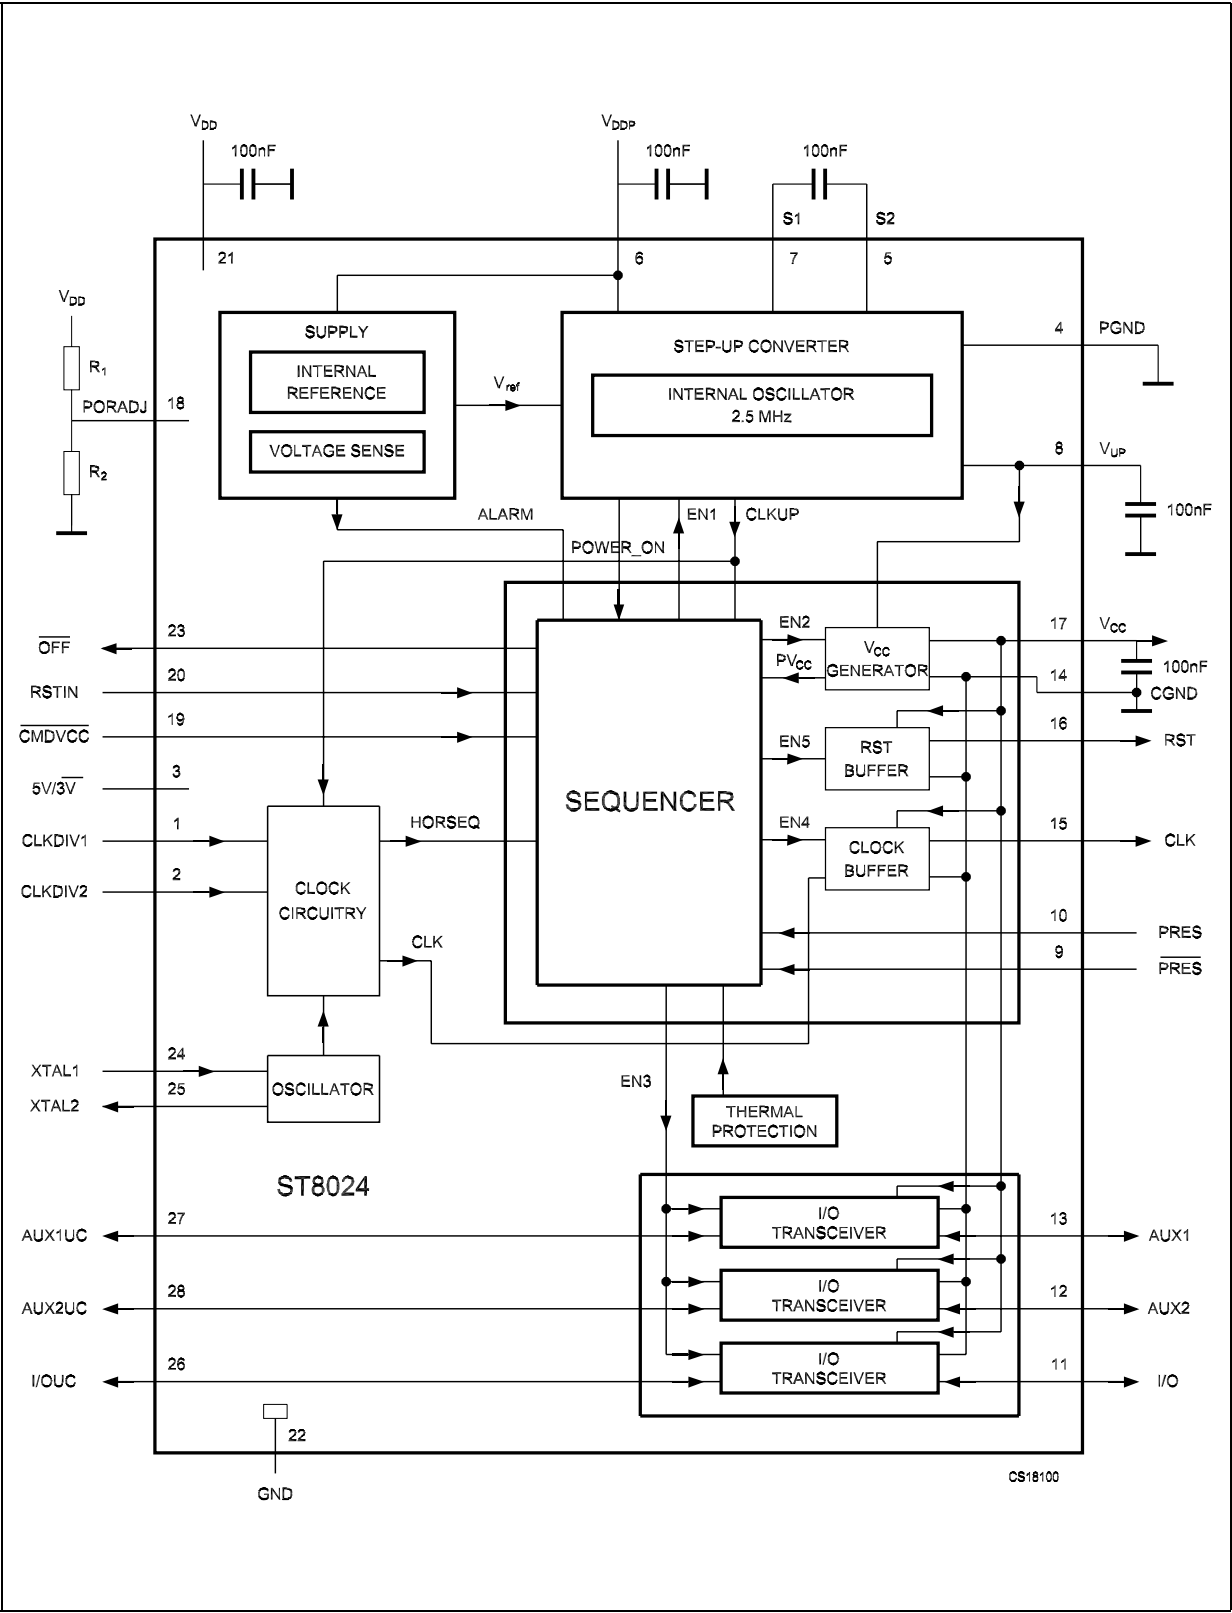 VDD
VDDP
100nF
100nF
100nF
S1
S2
21
6
7
5
VDD
R1
PORADJ
18
R2
SUPPLY
INTERNAL
REFERENCE
VOLTAGE SENSE
Vref
STEP-UP CONVERTER
INTERNAL OSCILLATOR
2.5 MHz
4
PGND
8
VUP
100nF
ALARM
POWER_ON
EN1
CLKUP
23
OFF
20
RSTIN
19
CMDVCC
3
5V/3V
1
CLKDIV1
2
CLKDIV2
CLOCK
CIRCUITRY
HORSEQ
CLK
SEQUENCER
EN2
PVCC
VCC
GENERATOR
EN5
RST
BUFFER
EN4
CLOCK
BUFFER
17
VCC
100nF
14
CGND
16
RST
15
CLK
10
PRES
9
PRES
24
XTAL1
25
XTAL2
OSCILLATOR
EN3
THERMAL
PROTECTION
ST8024
27
AUX1UC
I/O
TRANSCEIVER
13
AUX1
28
AUX2UC
I/O
TRANSCEIVER
12
AUX2
26
I/OUC
I/O
TRANSCEIVER
11
I/O
22
GND
CS18100